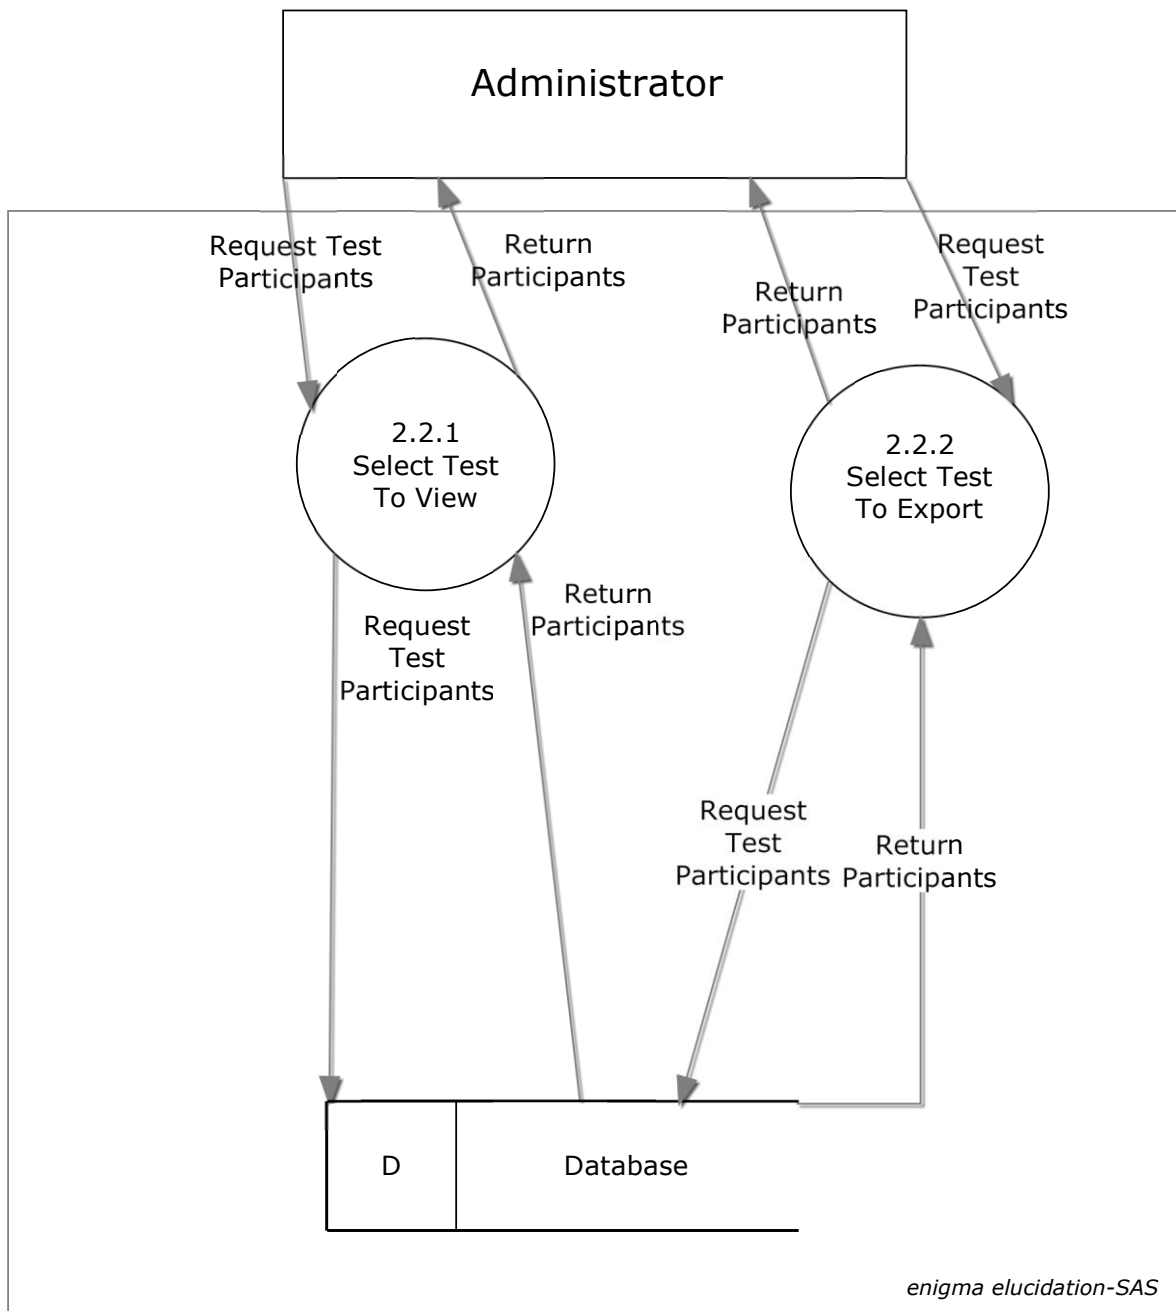 Administrator
Request Test
Participants
Return
Participants
Return
Participants
Request
Test
Participants
2.2.1
Select Test
To View
2.2.2
Select Test
To Export
Request
Test
Participants
Return
Participants
Request
Test
Participants
Return
Participants
D
Database
enigma elucidation-SAS